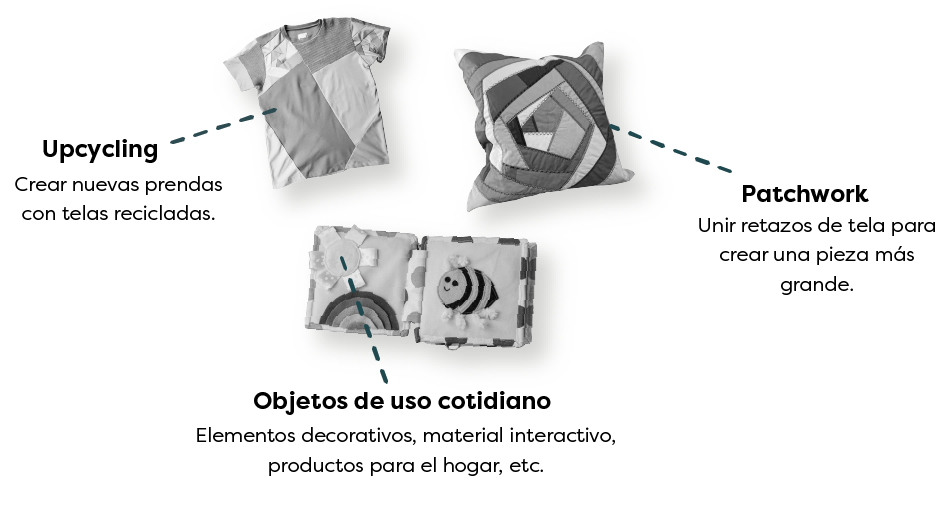 Upcycling
Crear nuevas prendas
con telas recicladas.
Patchwork
Unir retazos de tela para
crear una pieza más
grande.
Objetos de uso cotidiano
Elementos decorativos, material interactivo,
productos para el hogar, etc.